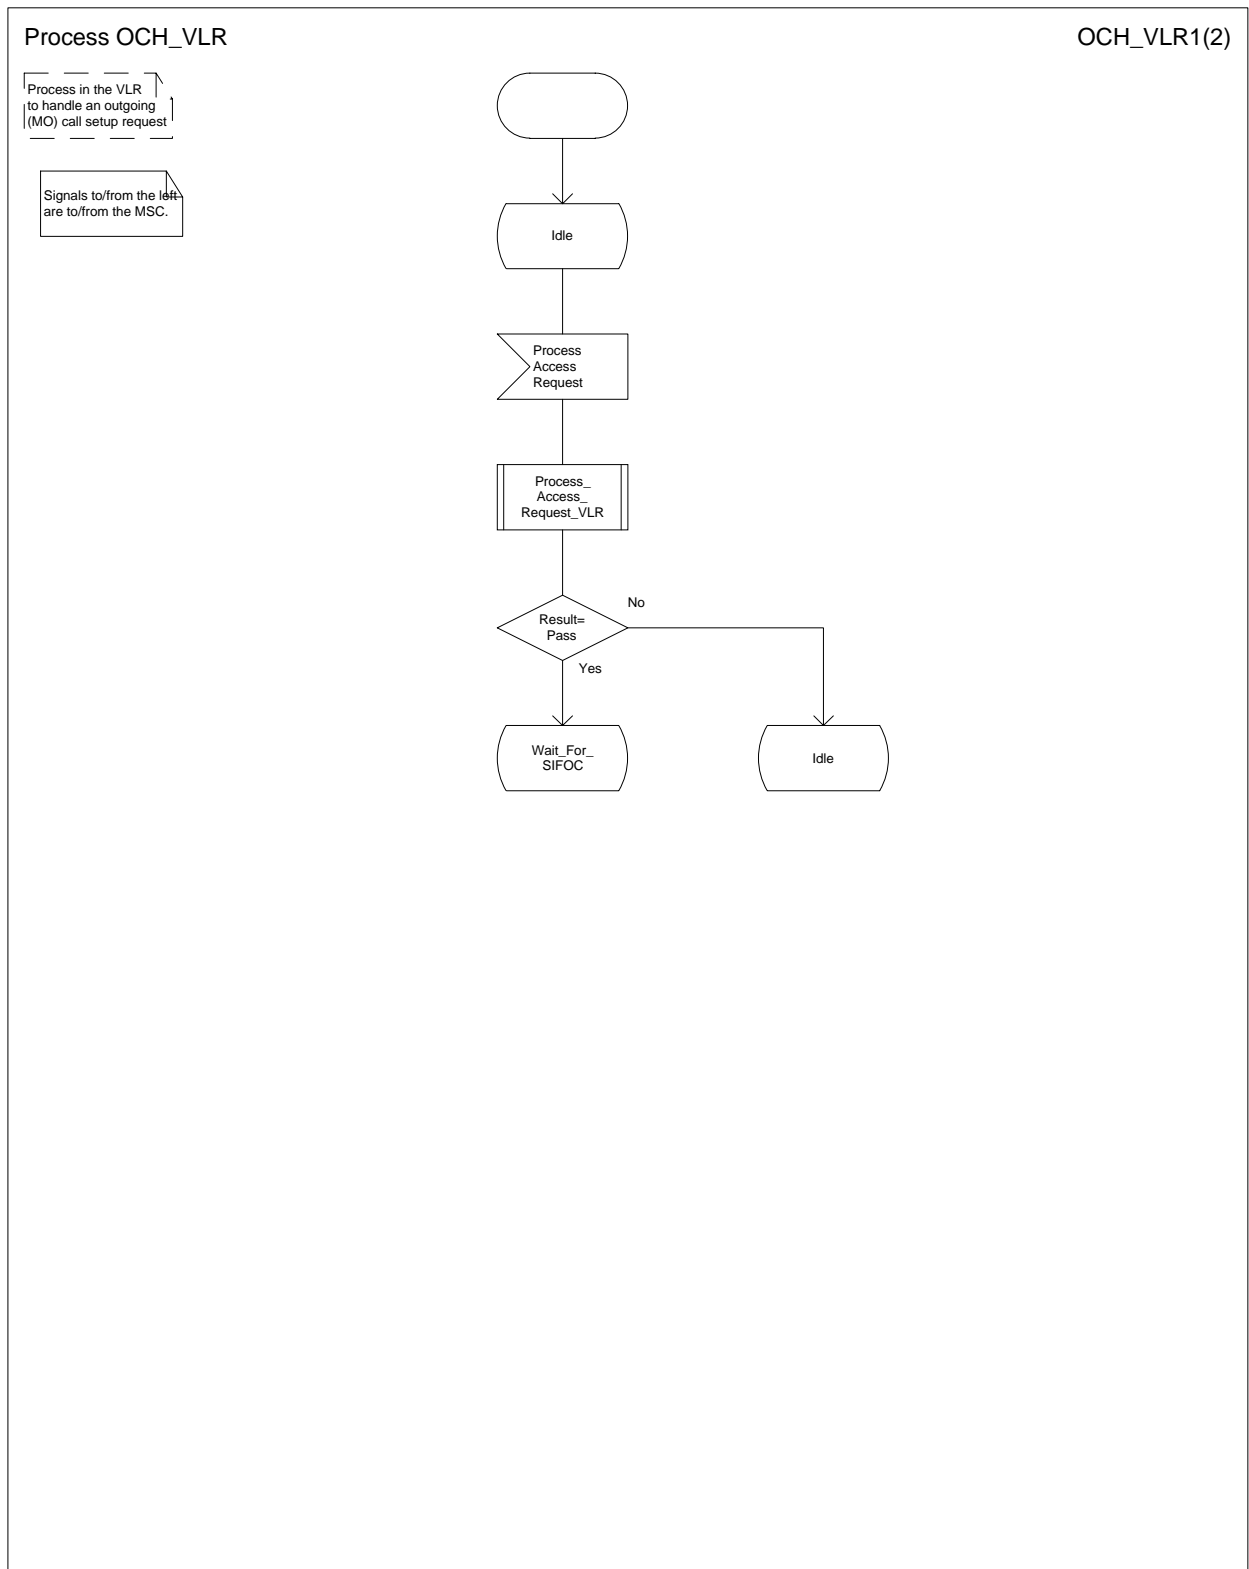 Process OCH_VLR
OCH_VLR1(2)
Process in the VLR
to handle an outgoing
(MO) call setup request
Signals to/from the left
are to/from the MSC.
Idle
Process
Access
Request
Process_
Access_
Request_VLR
Result=
Pass
No
Yes
Wait_For_
SIFOC
Idle